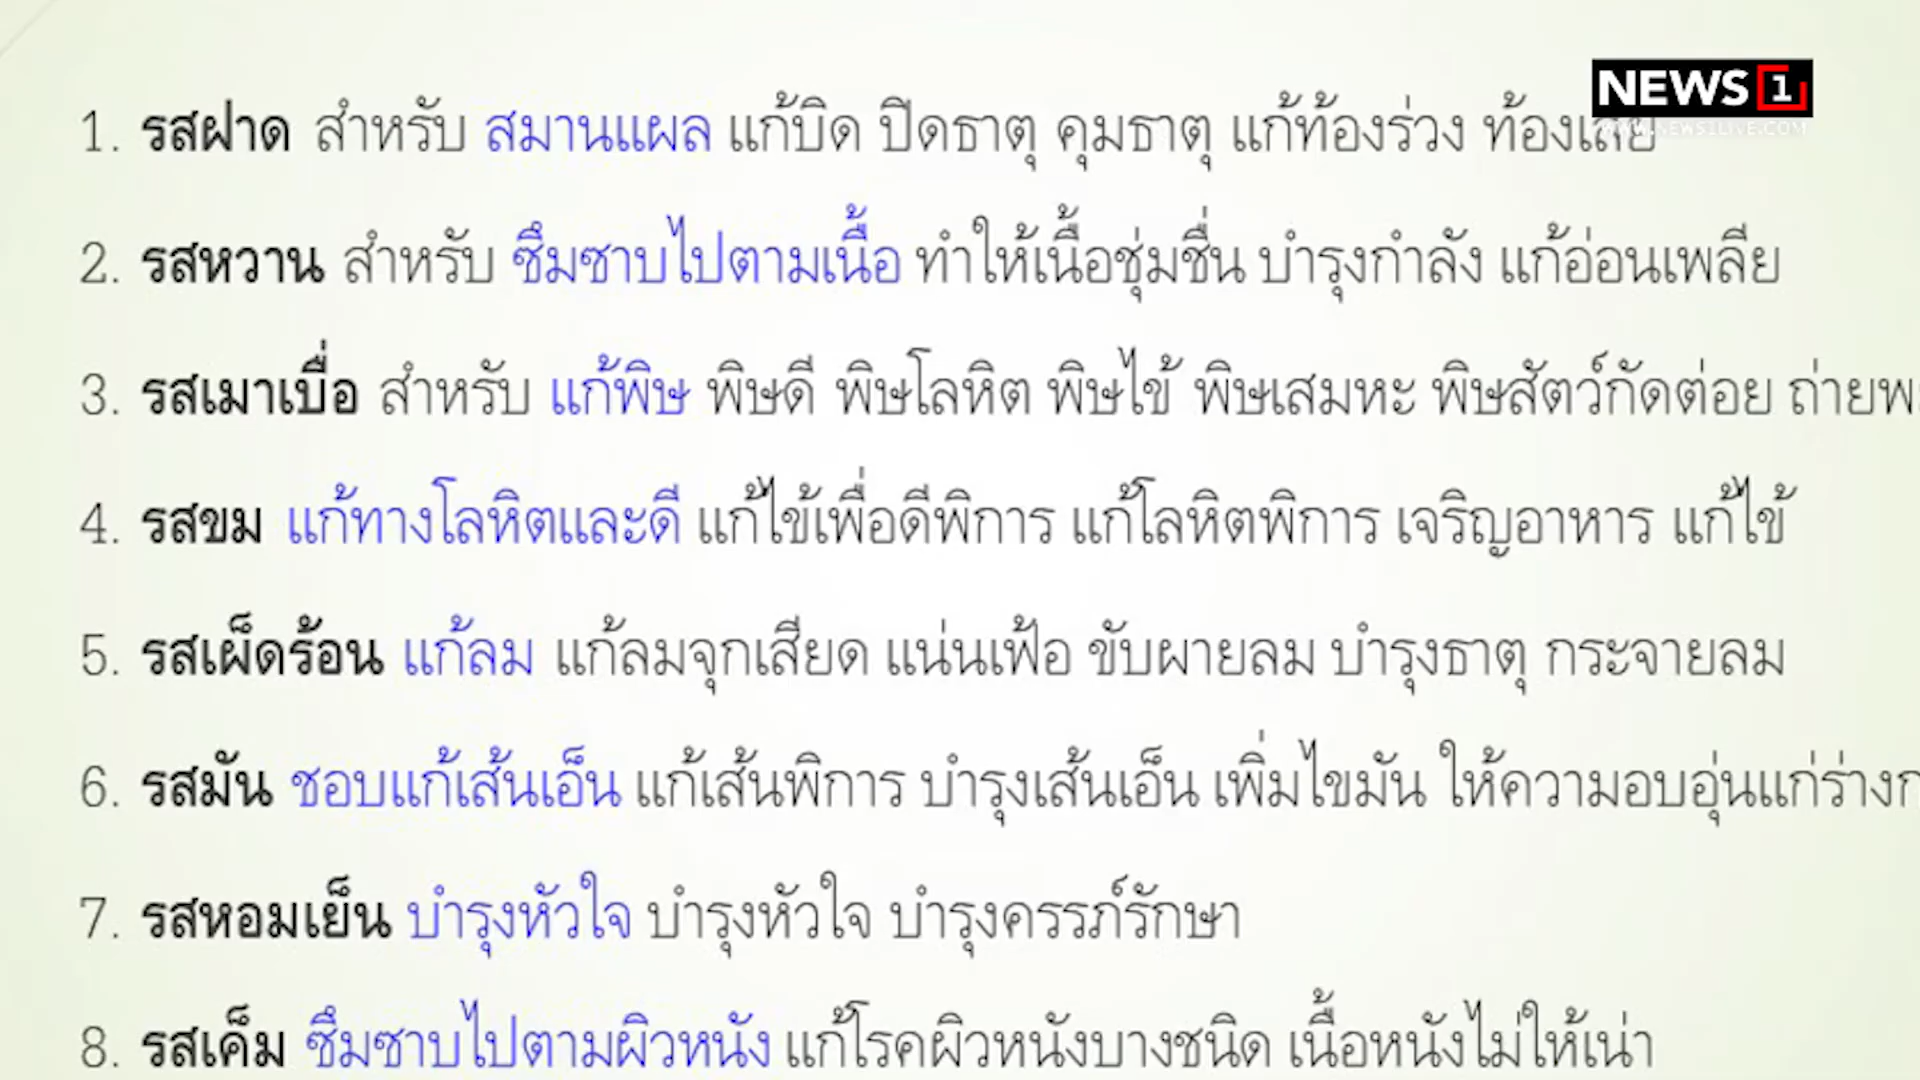 NEWS 1
WWW.NEWS1LIVE.COM
1. รสฝาด สำหรับ สมานแผล แก้บิด ปิดธาตุ คุมธาตุ แก้ท้องร่วง ท้องเสีย
2. รสหวาน สำหรับ ซึมซาบไปตามเนื้อ ทำให้เนื้อชุ่มชื่น บำรุงกำลัง แก้อ่อนเพลีย
3. รสเมาเบื่อ สำหรับ แก้พิษ พิษดี พิษโลหิต พิษไข้ พิษเสมหะ พิษสัตว์กัดต่อย
4. รสขม แก้ทางโลหิตและดี แก้ไข้เพื่อดีพิการ แก้โลหิตพิการ เจริญอาหาร แก้ไข้
5. รสเผ็ดร้อน แก้ลม แก้ลมจุกเสียด แน่นเฟ้อ ขับผายลม บำรุงธาตุ กระจายลม
6. รสมัน ชอบแก้เส้นเอ็น แก้เส้นพิการ บำรุงเส้นเอ็น เพิ่มไขมัน ให้ความอบอุ่นแก่
7. รสหอมเย็น บำรุงหัวใจ บำรุงหัวใจ บำรุงครรภ์รักษา
8. รสเค็ม ซึมซาบไปตามผิวหนัง แก้โรคผิวหนังบางชนิด เนื้อหนังไม่ให้เน่า